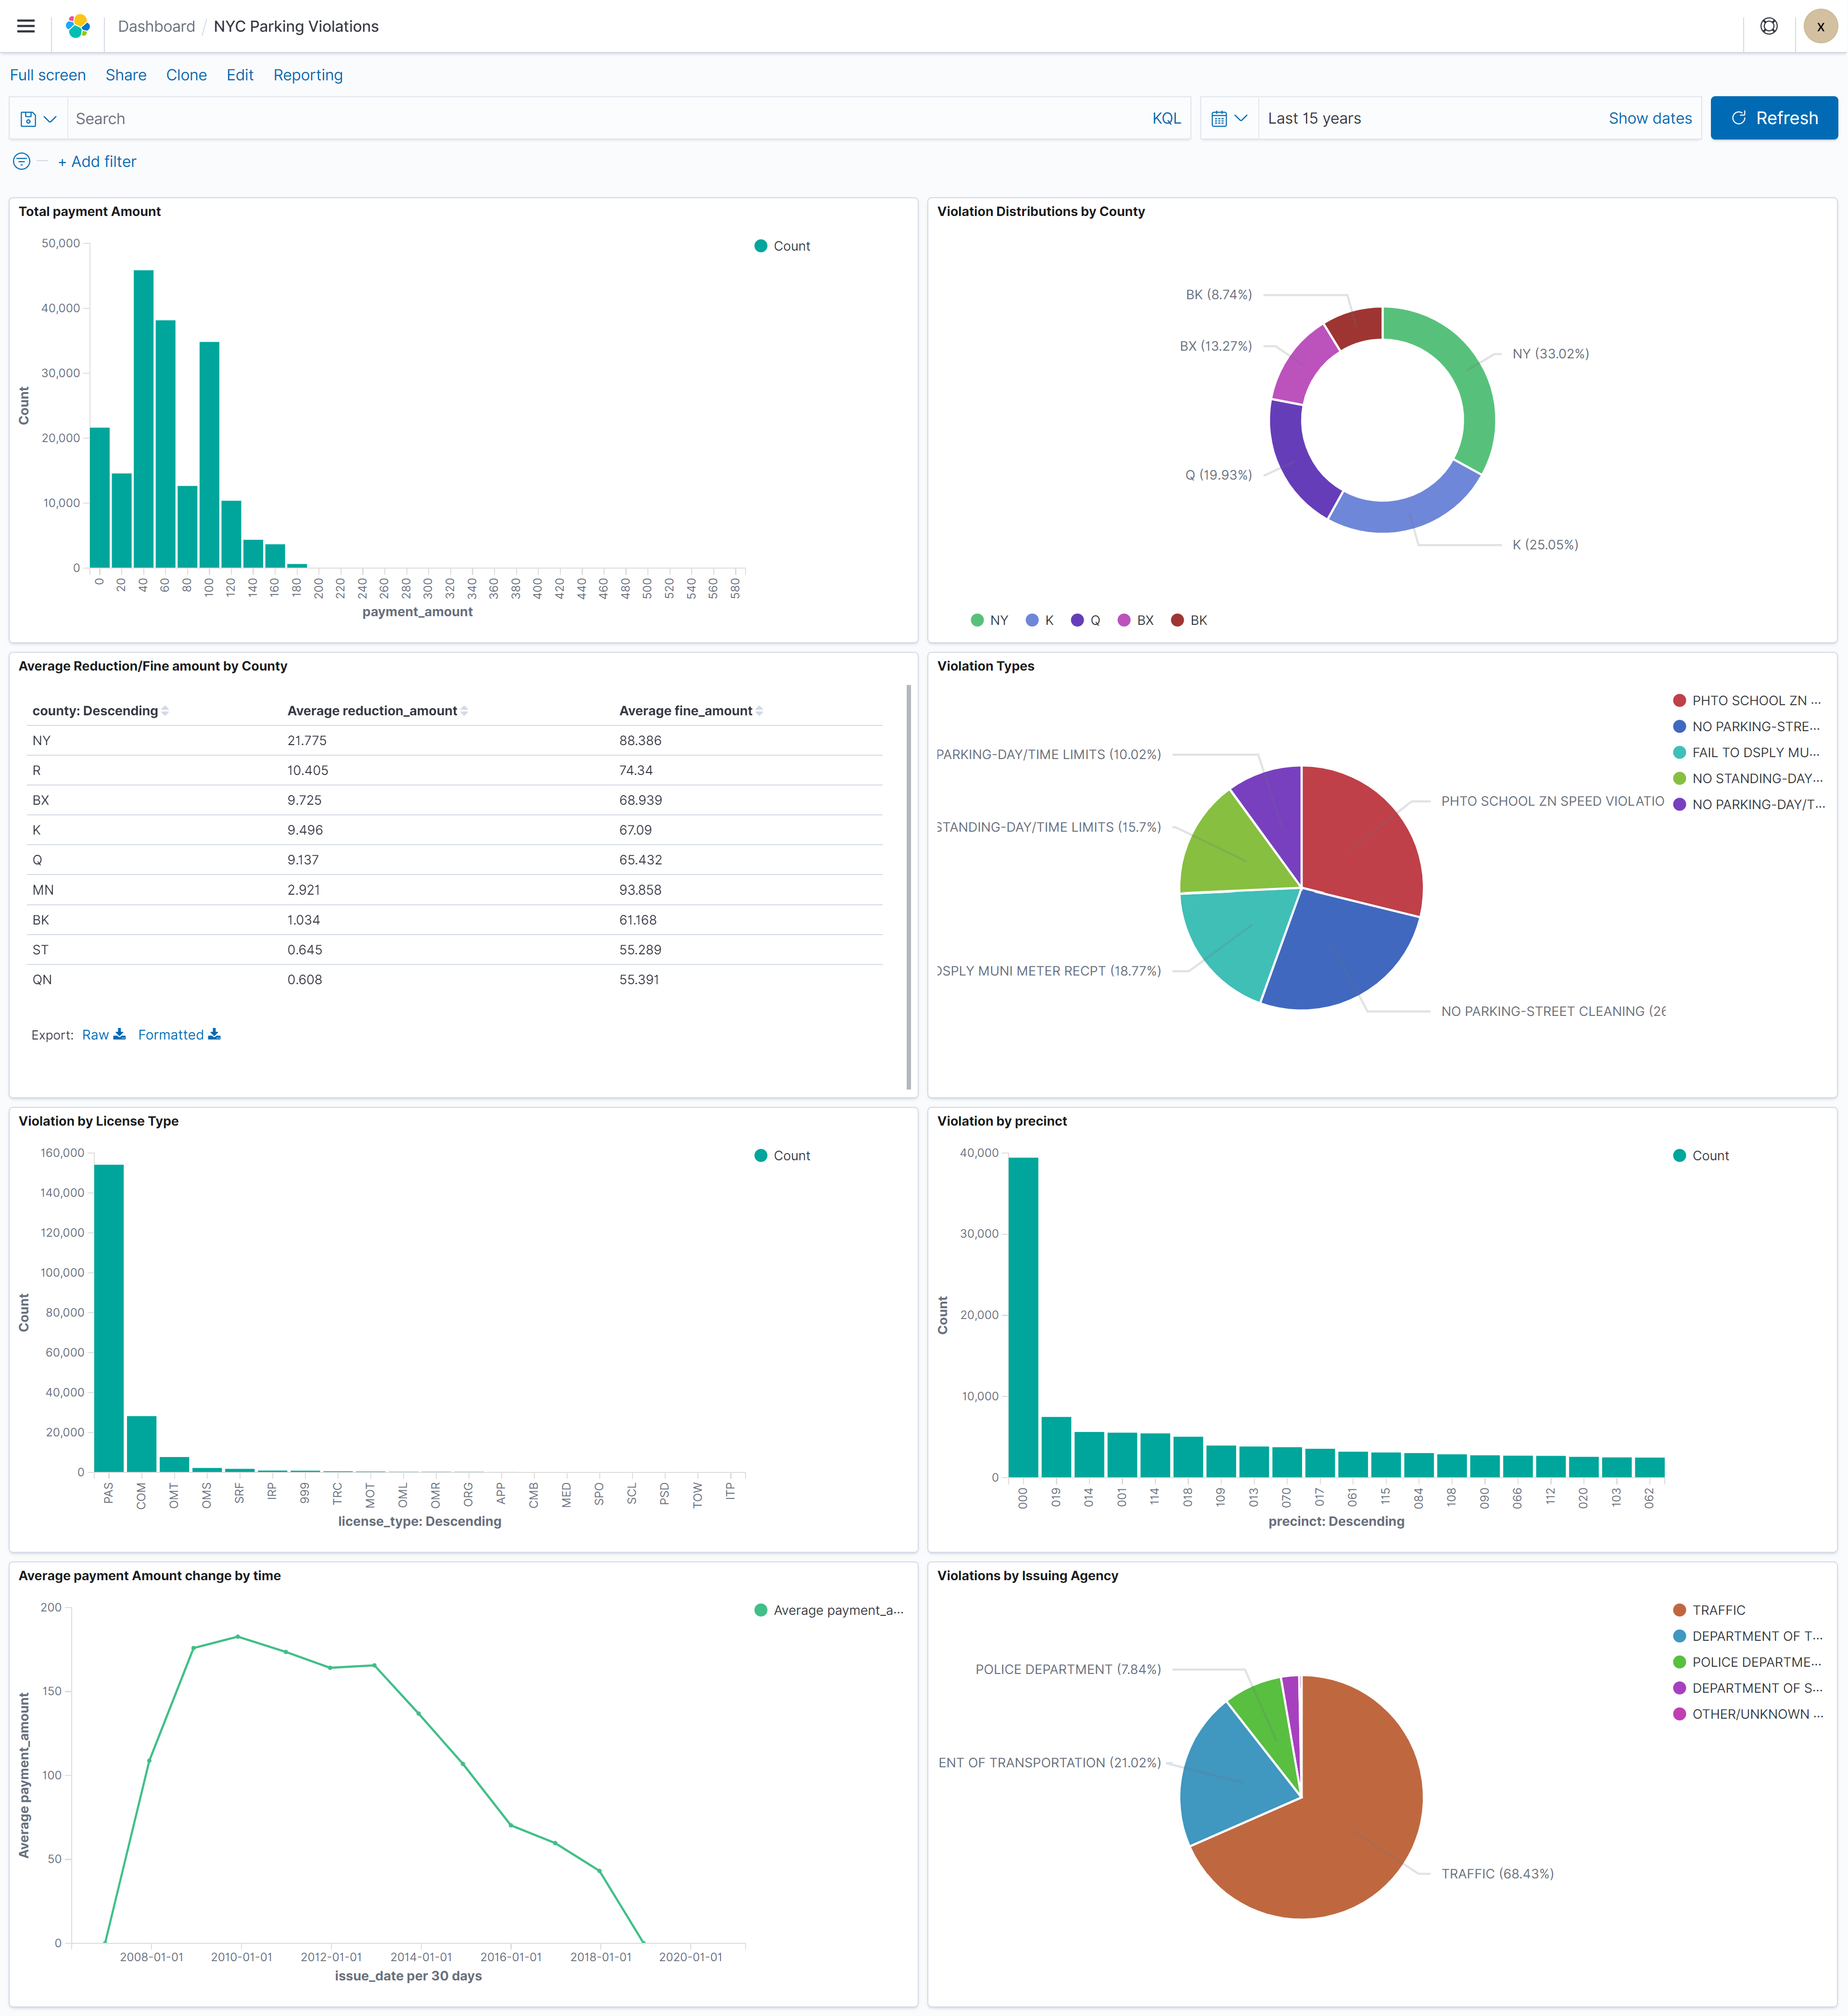 Dashboard / NYC Parking Violations
X
Full screen Share Clone Edit Reporting
Search KQL Last 15 years Show dates Refresh
+ Add filter
Total payment Amount
Count
50,000
40,000
30,000
20,000
10,000
0
Count
0 20 40 60 80 100 120 140 160 180 200 220 240 260 280 300 320 340 360 380 400 420 440 460 480 500 520 540 560 580
payment_amount
Violation Distributions by County
BK (8.74%)
BX (13.27%)
NY (33.02%)
Q (19.93%)
K (25.05%)
NY K Q BX BK
Average Reduction/Fine amount by County
county: Descending Average reduction_amount Average fine_amount
NY 21.775 88.386
R 10.405 74.34
BX 9.725 68.939
K 9.496 67.09
Q 9.137 65.432
MN 2.921 93.858
BK 1.034 61.168
ST 0.645 55.289
QN 0.608 55.391
Export: Raw Formatted
Violation Types
PHTO SCHOOL ZN ...
NO PARKING-STRE...
FAIL TO DSPLY MU...
NO STANDING-DAY...
NO PARKING-DAY/T...
PARKING-DAY/TIME LIMITS (10.02%)
PHTO SCHOOL ZN SPEED VIOLATIO
STANDING-DAY/TIME LIMITS (15.7%)
DSPLY MUNI METER RECPT (18.77%)
NO PARKING-STREET CLEANING (26
Violation by License Type
Count
160,000
140,000
120,000
100,000
80,000
60,000
40,000
20,000
0
Count
PAS COM OMT OMS SRF IRP 999 TRC MOT OML OMR ORG APP CMB MED SPO SCL PSD TOW ITP
license_type: Descending
Violation by precinct
Count
40,000
30,000
20,000
10,000
0
Count
000 019 014 001 114 018 109 013 070 017 061 115 084 108 090 066 112 020 103 062
precinct: Descending
Average payment Amount change by time
Average payment_a...
200
150
100
50
0
Average payment_amount
2008-01-01 2010-01-01 2012-01-01 2014-01-01 2016-01-01 2018-01-01 2020-01-01
issue_date per 30 days
Violations by Issuing Agency
TRAFFIC
DEPARTMENT OF T...
POLICE DEPARTME...
DEPARTMENT OF S...
OTHER/UNKNOWN ...
POLICE DEPARTMENT (7.84%)
ENT OF TRANSPORTATION (21.02%)
TRAFFIC (68.43%)